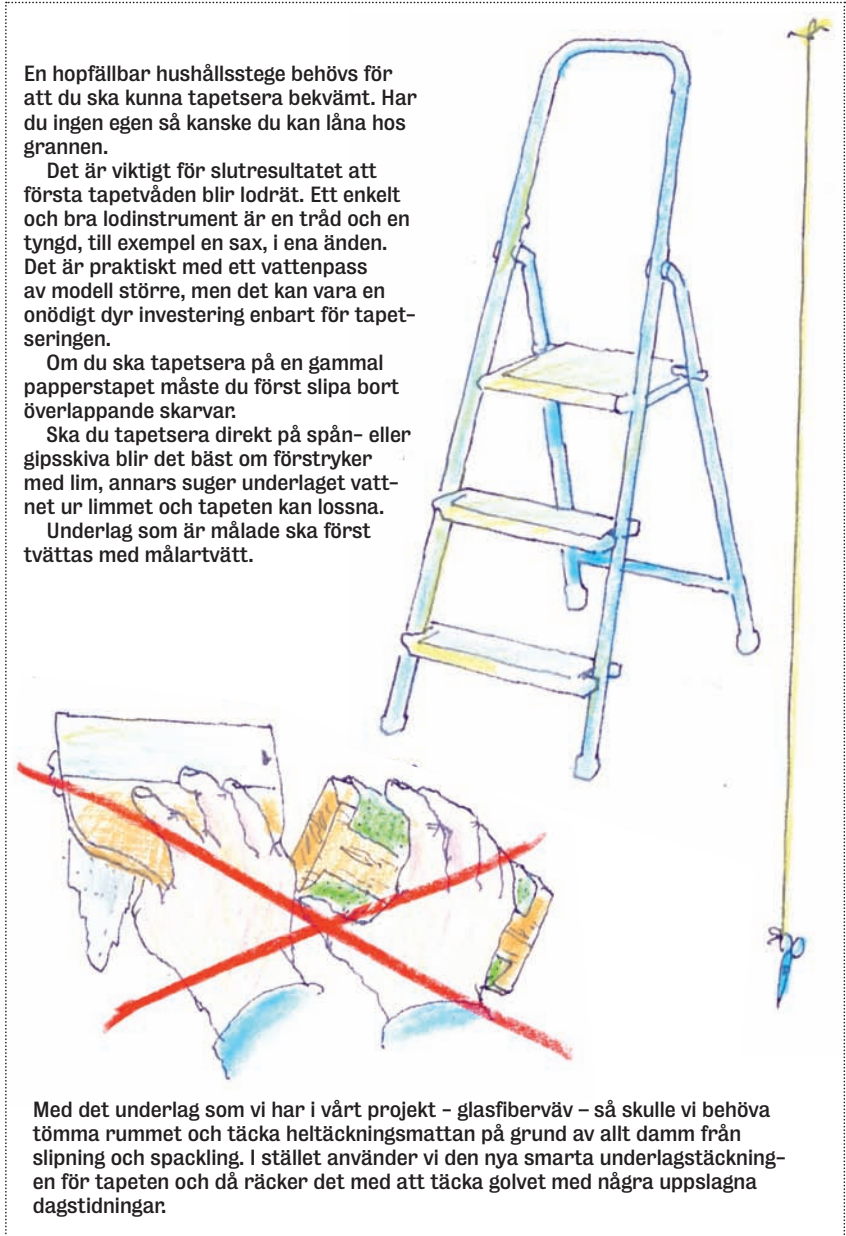 En hopfällbar hushållsstege behövs för
att du ska kunna tapetsera bekvämt. Har
du ingen egen så kanske du kan låna hos
grannen.
Det är viktigt för slutresultatet att
första tapetvåden blir lodrät. Ett enkelt
och bra lodinstrument är en tråd och en
tyngd, till exempel en sax, i ena änden.
Det är praktiskt med ett vattenpass
av modell större, men det kan vara en
onödigt dyr investering enbart för tapet-
seringen.
Om du ska tapetsera på en gammal
papperstapet måste du först slipa bort
överlappande skarvar.
Ska du tapetsera direkt på spån- eller
gipsskiva blir det bäst om förstryker
med lim, annars suger underlaget vatt-
net ur limmet och tapeten kan lossna.
Underlag som är målade ska först
tvättas med målartvätt.
Med det underlag som vi har i vårt projekt - glasfiberväv – så skulle vi behöva
tömma rummet och täcka heltäckningsmattan på grund av allt damm från
slipning och spackling. I stället använder vi den nya smarta underlagstäckning-
en för tapeten och då räcker det med att täcka golvet med några uppslagna
dagstidningar.